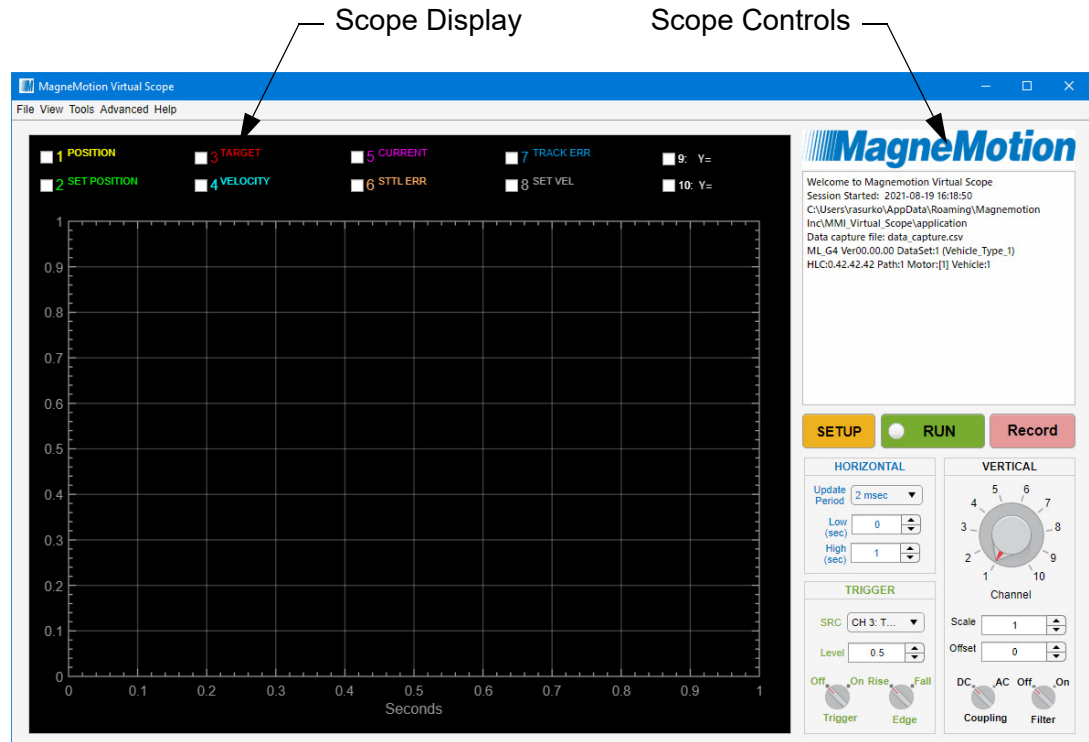 Scope Display Scope Controls
MagneMotion Virtual Scope
File View Tools Advanced Help
1 POSITION 3 TARGET 5 CURRENT 7 TRACK ERR 9: Y=
2 SET POSITION 4 VELOCITY 6 STTL ERR 8 SET VEL 10: Y=
MagneMotion
Welcome to Magnemotion Virtual Scope
Session Started: 2021-08-19 16:18:50
C:\Users\rasurko\AppData\Roaming\Magnemotion
Inc\MMI_Virtual_Scope\application
Data capture file: data_capture.csv
ML_G4 Ver00.00.00 DataSet:1 (Vehicle_Type_1)
HLC:0.42.42.42 Path:1 Motor:[1] Vehicle:1
1
0.9
0.8
0.7
0.6
0.5
0.4
0.3
0.2
0.1
0
0 0.1 0.2 0.3 0.4 0.5 0.6 0.7 0.8 0.9 1
Seconds
SETUP RUN Record
HORIZONTAL
Update
Period 2 msec
Low
(sec) 0
High
(sec) 1
VERTICAL
5 6
4 7
3 8
2 9
1 10
Channel
Scale 1
Offset 0
DC AC Off On
Coupling Filter
TRIGGER
SRC CH 3: T...
Level 0.5
Off On Rise Fall
Trigger Edge